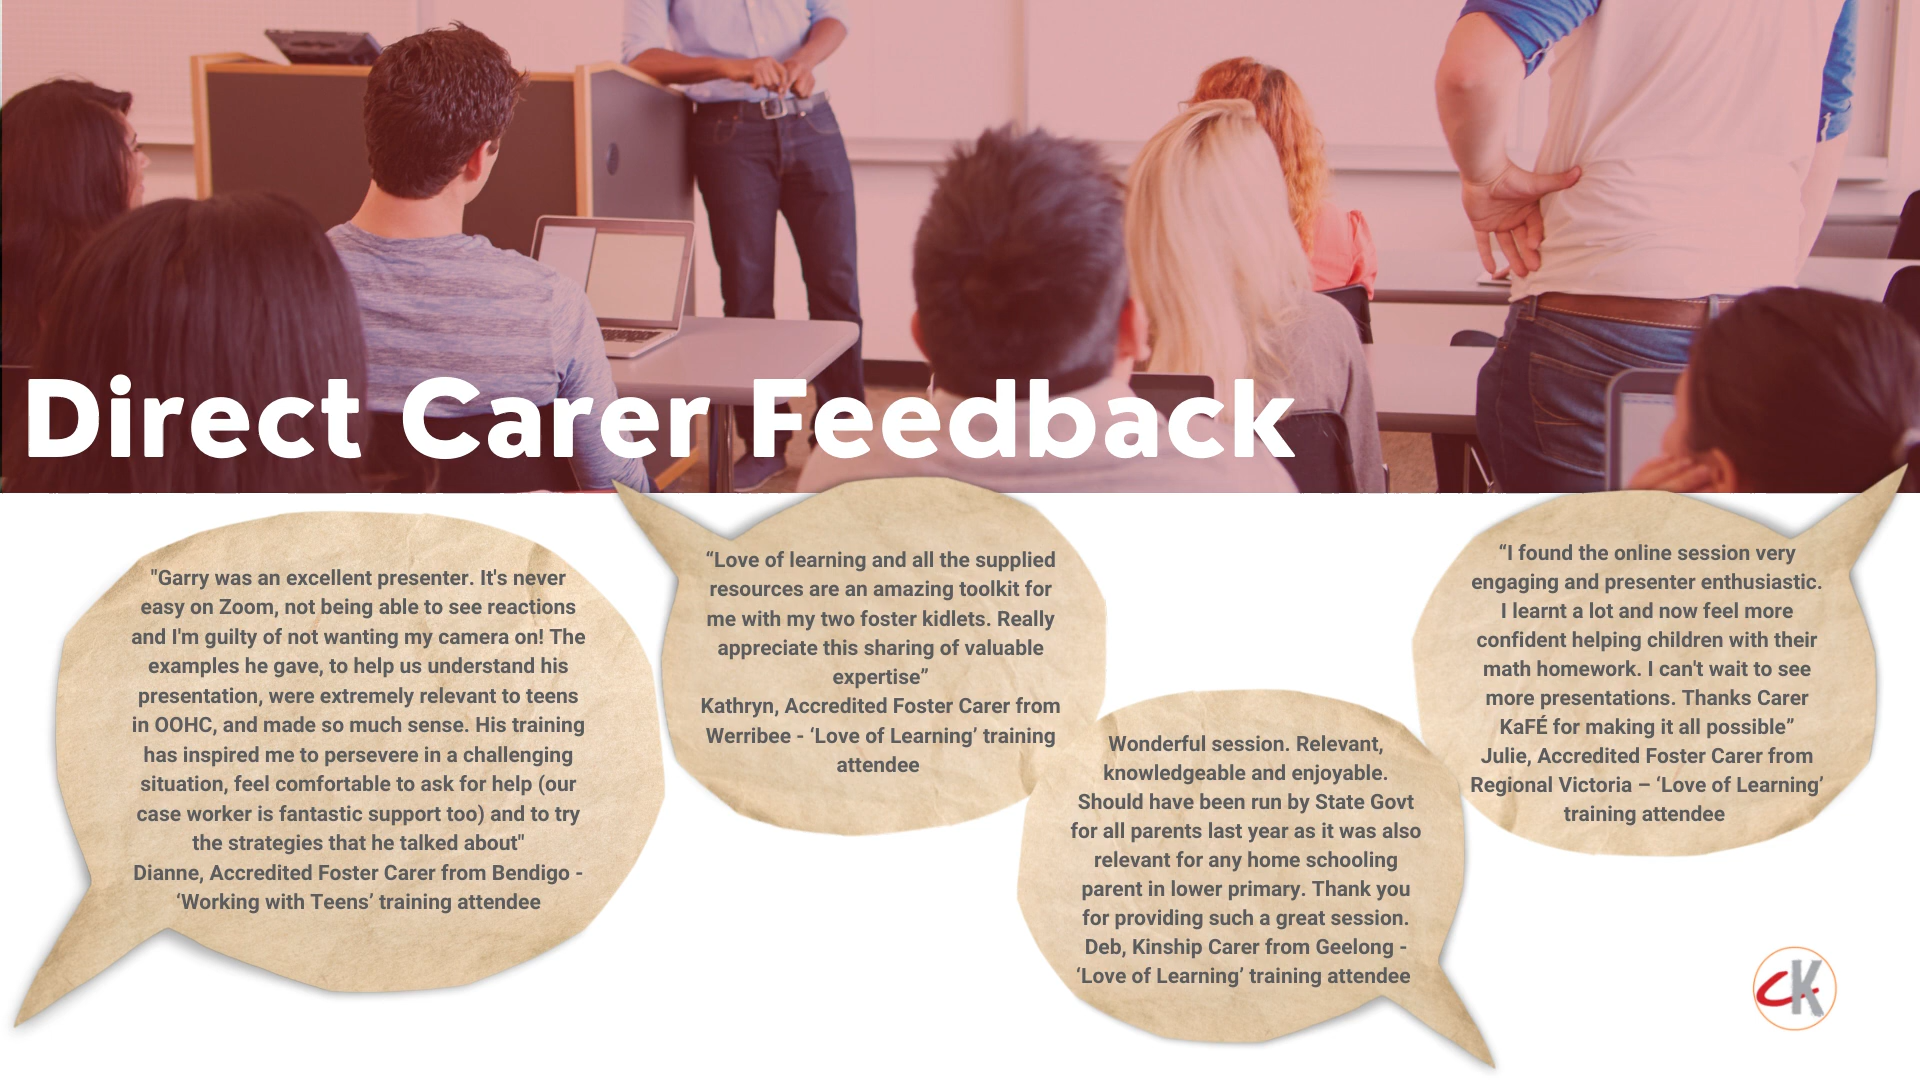 Direct Carer Feedback
"Garry was an excellent presenter. It's never
easy on Zoom, not being able to see reactions
and I'm guilty of not wanting my camera on! The
examples he gave, to help us understand his
presentation, were extremely relevant to teens
in OOHC, and made so much sense. His training
has inspired me to persevere in a challenging
situation, feel comfortable to ask for help (our
case worker is fantastic support too) and to try
the strategies that he talked about"
Dianne, Accredited Foster Carer from Bendigo -
‘Working with Teens’ training attendee
“Love of learning and all the supplied
resources are an amazing toolkit for
me with my two foster kidlets. Really
appreciate this sharing of valuable
expertise”
Kathryn, Accredited Foster Carer from
Werribee - ‘Love of Learning’ training
attendee
Wonderful session. Relevant,
knowledgeable and enjoyable.
Should have been run by State Govt
for all parents last year as it was also
relevant for any home schooling
parent in lower primary. Thank you
for providing such a great session.
Deb, Kinship Carer from Geelong -
‘Love of Learning’ training attendee
“I found the online session very
engaging and presenter enthusiastic.
I learnt a lot and now feel more
confident helping children with their
math homework. I can't wait to see
more presentations. Thanks Carer
KaFÉ for making it all possible”
Julie, Accredited Foster Carer from
Regional Victoria – ‘Love of Learning’
training attendee
CK